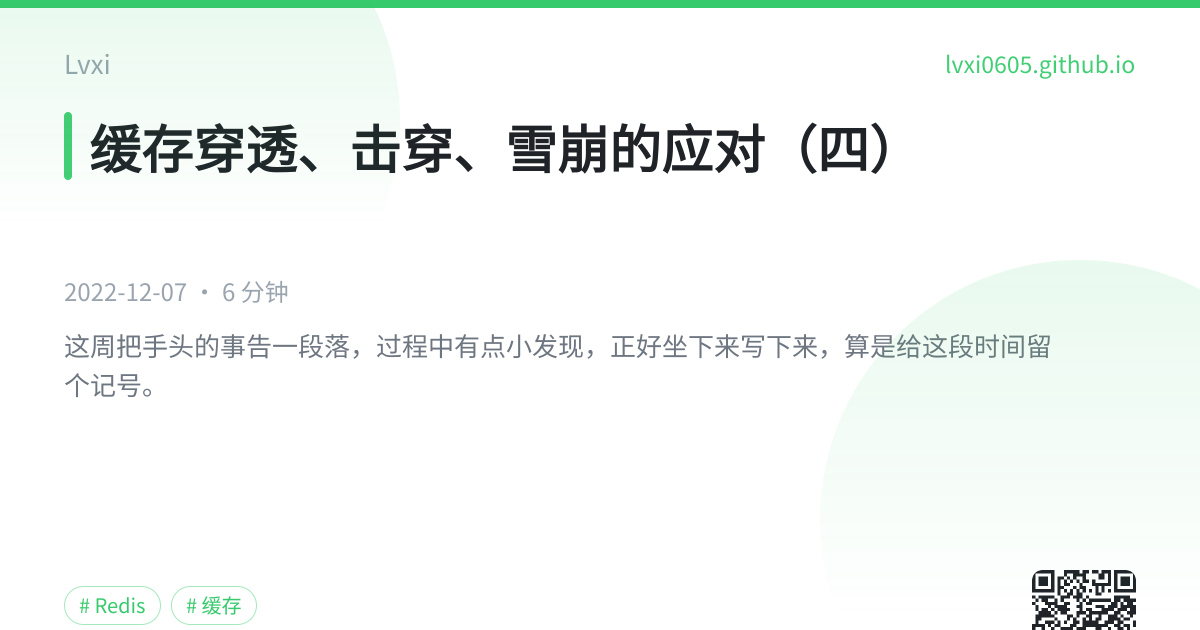 Lvxi
lvxi0605.github.io
缓存穿透、击穿、雪崩的应对（四）
2022-12-07 · 6 分钟
这周把手头的事告一段落，过程中有点小发现，正好坐下来写下来，算是给这段时间留
个记号。
# Redis
# 缓存